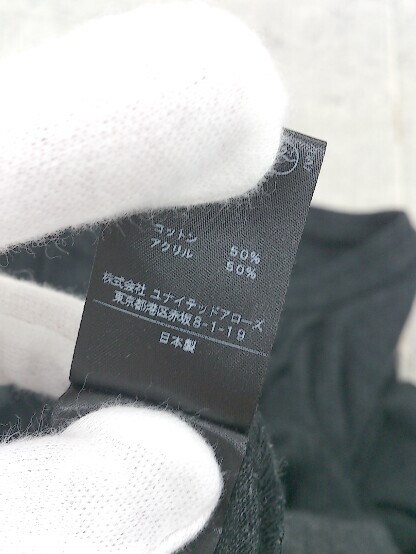 コットン 50%
アクリル 50%
株式会社 ユナイテッドアローズ
東京都港区赤坂8-1-19
日本製